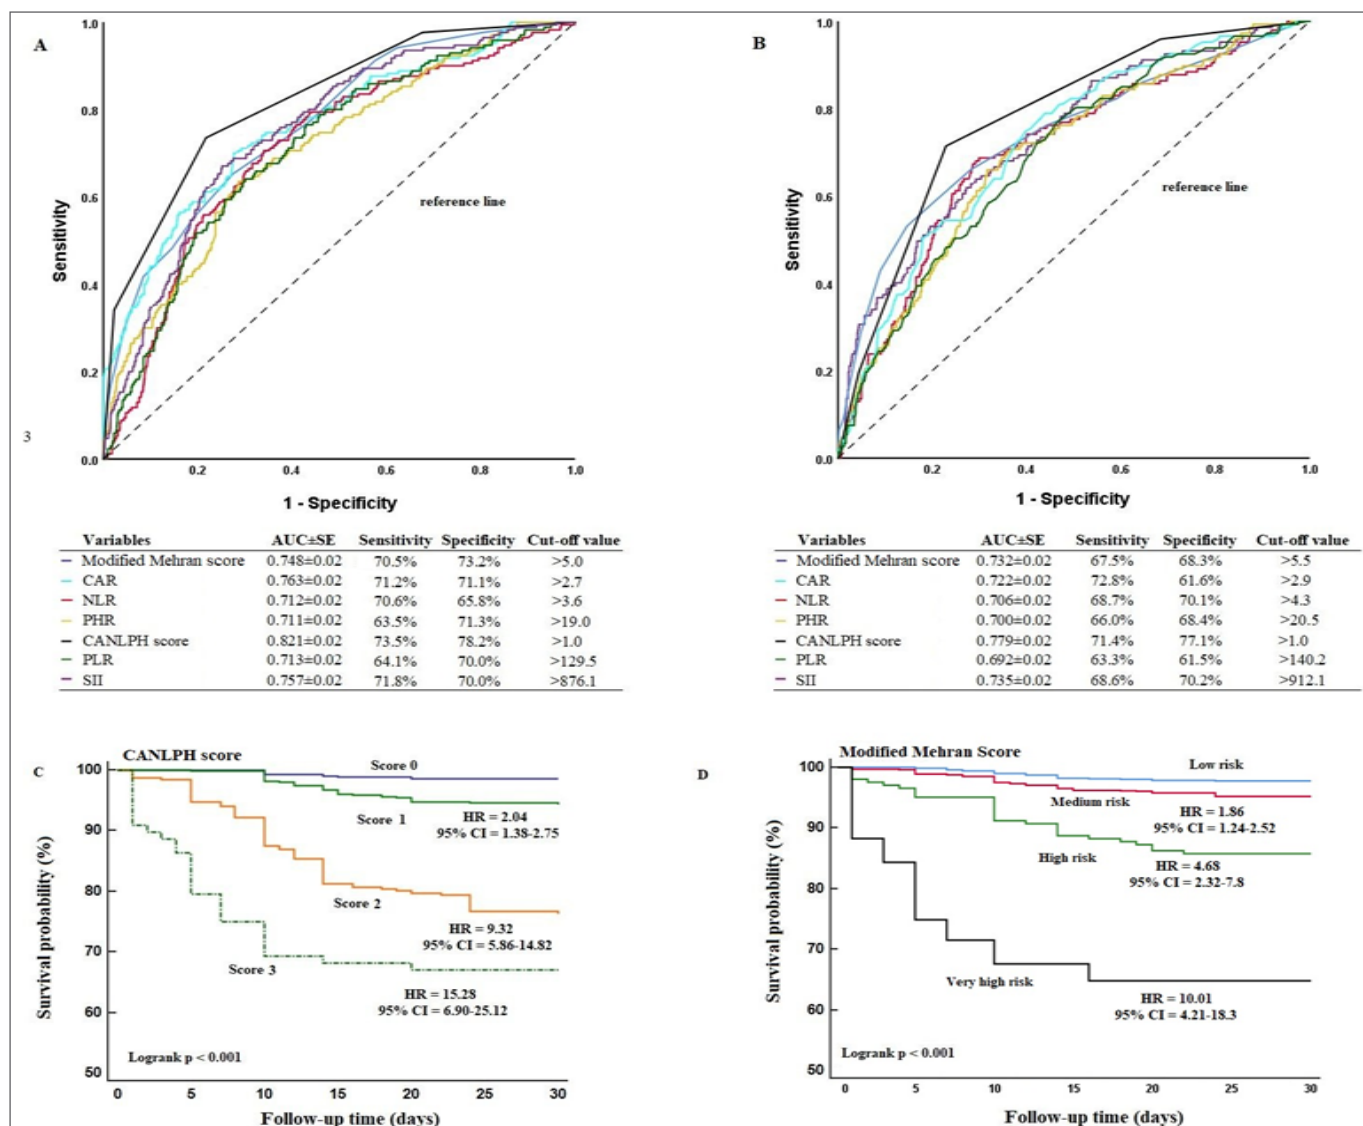 A
1.0
0.8
0.6
0.4
0.2
0.0
Sensitivity
reference line
0.2 0.4 0.6 0.8 1.0
1 - Specificity
B
1.0
0.8
0.6
0.4
0.2
0.0
Sensitivity
reference line
0.2 0.4 0.6 0.8 1.0
1 - Specificity
3
Variables AUC±SE Sensitivity Specificity Cut-off value
Modified Mehran score 0.748±0.02 70.5% 73.2% >5.0
CAR 0.763±0.02 71.2% 71.1% >2.7
NLR 0.712±0.02 70.6% 65.8% >3.6
PHR 0.711±0.02 63.5% 71.3% >19.0
CANLPH score 0.821±0.02 73.5% 78.2% >1.0
PLR 0.713±0.02 64.1% 70.0% >129.5
SII 0.757±0.02 71.8% 70.0% >876.1
Variables AUC±SE Sensitivity Specificity Cut-off value
Modified Mehran score 0.732±0.02 67.5% 68.3% >5.5
CAR 0.722±0.02 72.8% 61.6% >2.9
NLR 0.706±0.02 68.7% 70.1% >4.3
PHR 0.700±0.02 66.0% 68.4% >20.5
CANLPH score 0.779±0.02 71.4% 77.1% >1.0
PLR 0.692±0.02 63.3% 61.5% >140.2
SII 0.735±0.02 68.6% 70.2% >912.1
C
CANLPH score
100
90
80
70
60
50
Survival probability (%)
Score 0
Score 1
HR = 2.04
95% CI = 1.38-2.75
Score 2
HR = 9.32
95% CI = 5.86-14.82
Score 3
HR = 15.28
95% CI = 6.90-25.12
Logrank p < 0.001
0 5 10 15 20 25 30
Follow-up time (days)
D
Modified Mehran Score
100
90
80
70
60
50
Survival probability (%)
Low risk
Medium risk
HR = 1.86
95% CI = 1.24-2.52
High risk
HR = 4.68
95% CI = 2.32-7.8
Very high risk
HR = 10.01
95% CI = 4.21-18.3
Logrank p < 0.001
0 5 10 15 20 25 30
Follow-up time (days)